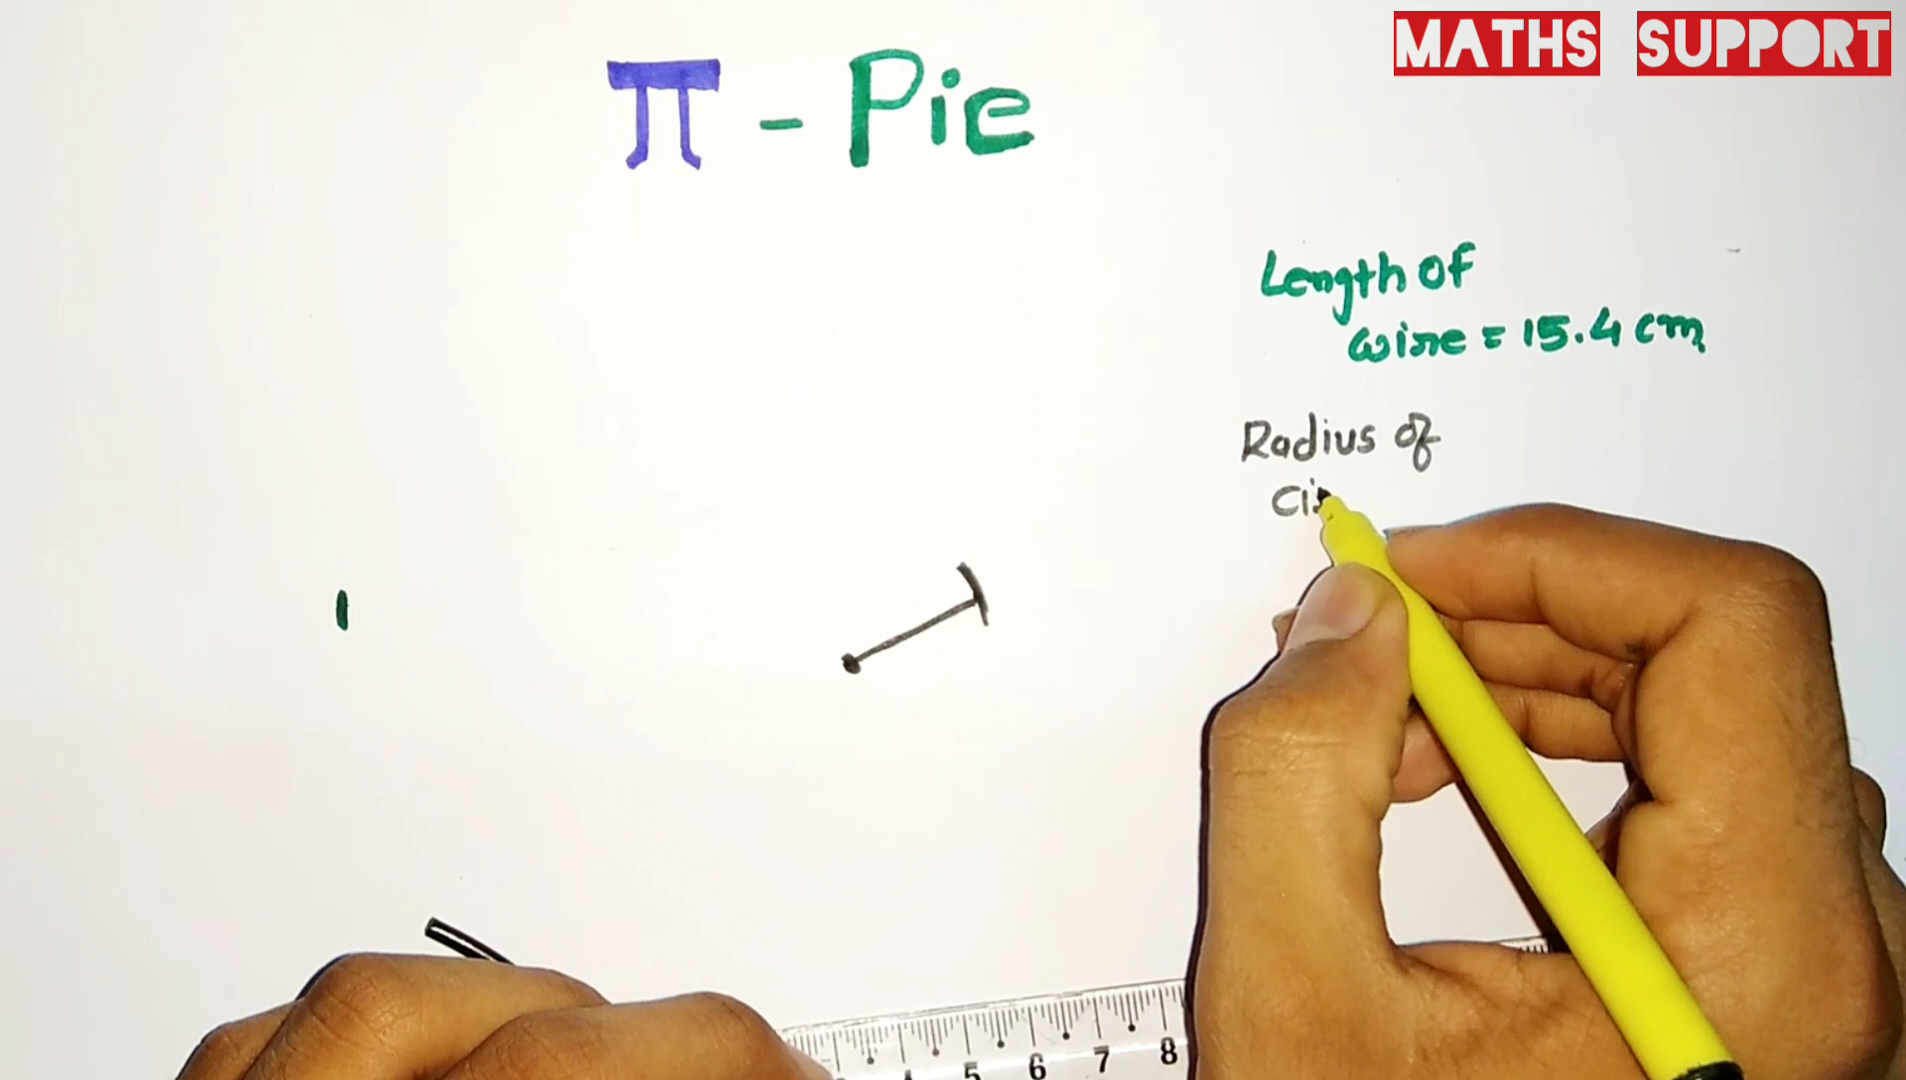 MATHS SUPPORT
π - Pie
Length of
wire = 15.4 cm
Radius of
5 6 7 8